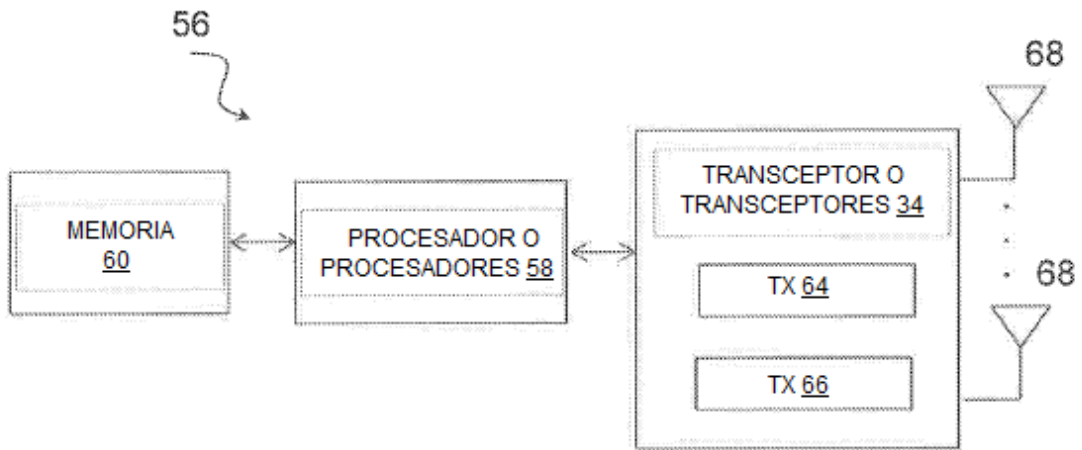 56
68
MEMORIA
60
PROCESADOR O
PROCESADORES 58
TRANSCEPTOR O
TRANSCEPTORES 34
TX 64
TX 66
68